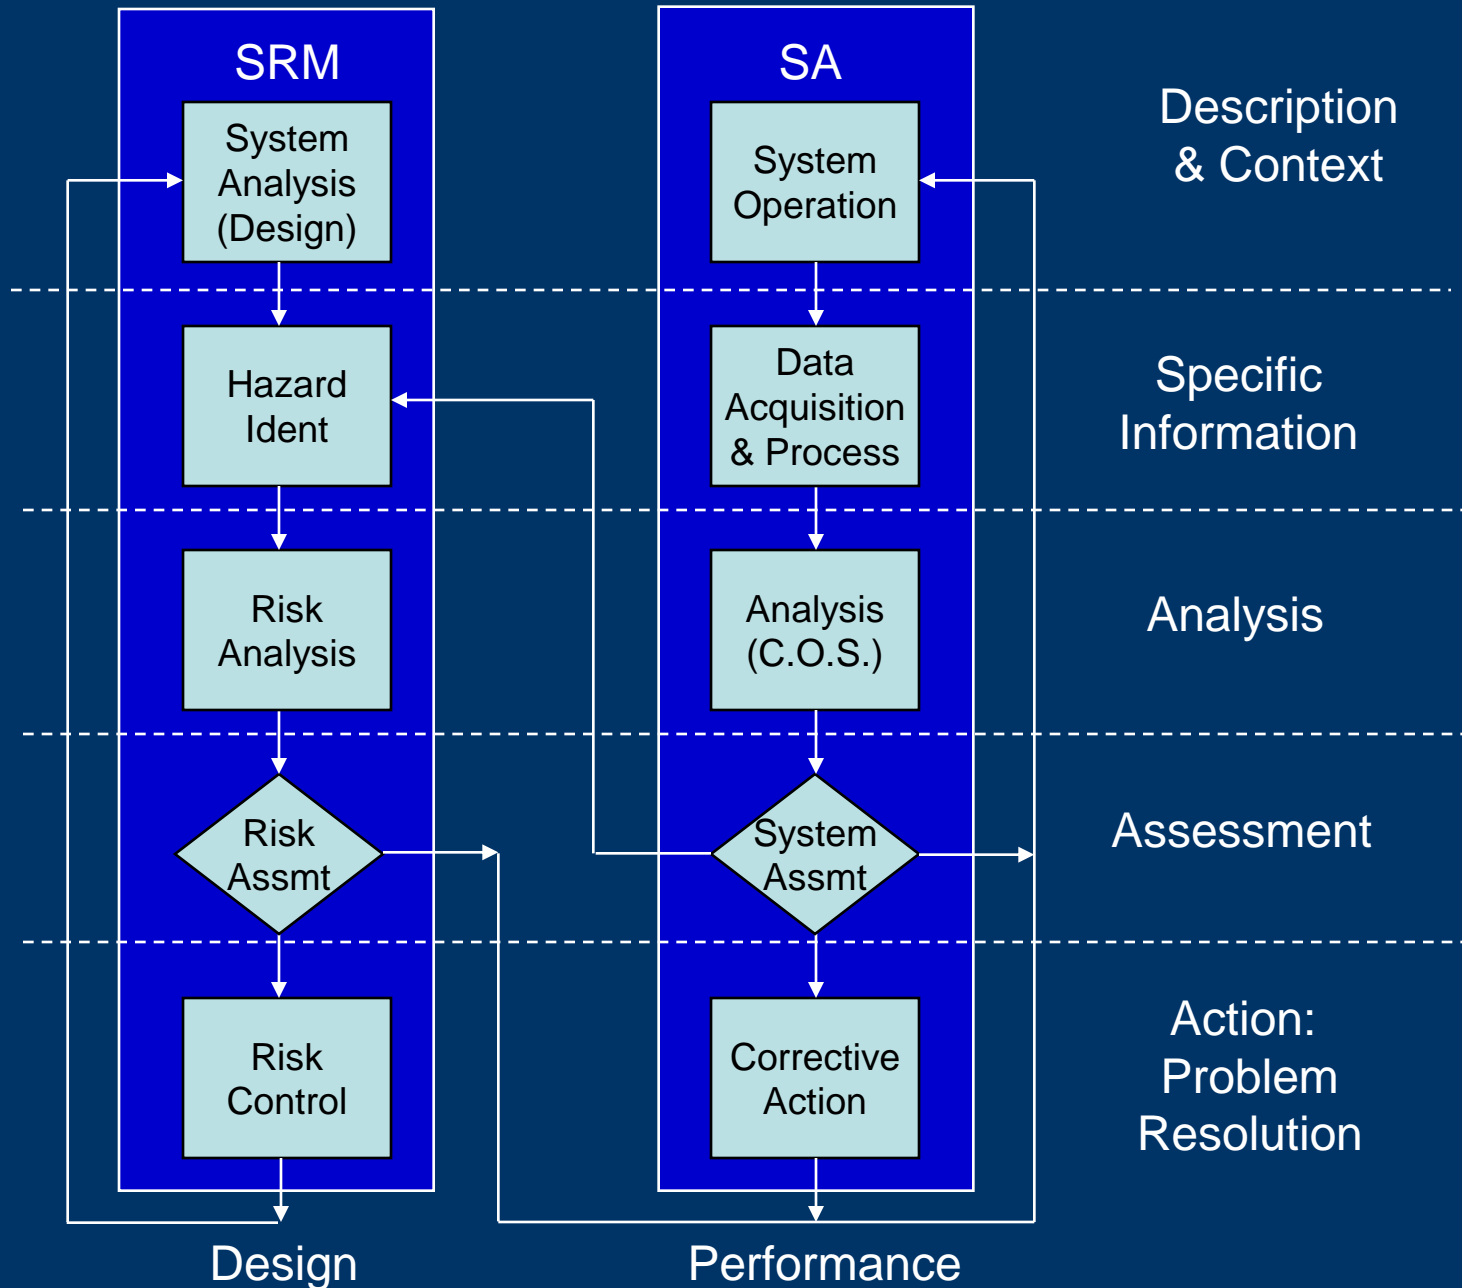 SRM
SA
Description
& Context
System
Analysis
(Design)
System
Operation
Hazard
Ident
Data
Acquisition
& Process
Specific
Information
Risk
Analysis
Analysis
(C.O.S.)
Analysis
Risk
Assmt
System
Assmt
Assessment
Risk
Control
Corrective
Action
Action:
Problem
Resolution
Design
Performance